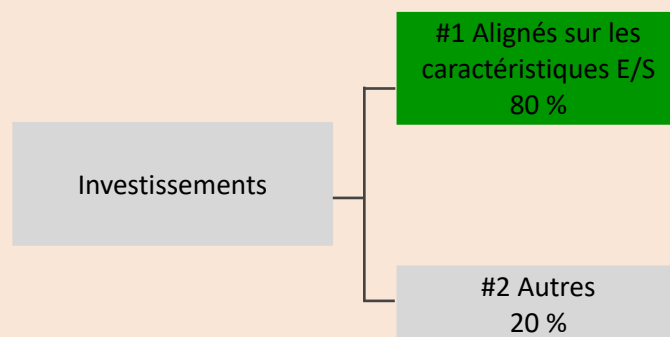 #1 Alignés sur les
caractéristiques E/S
80 %
Investissements
#2 Autres
20 %